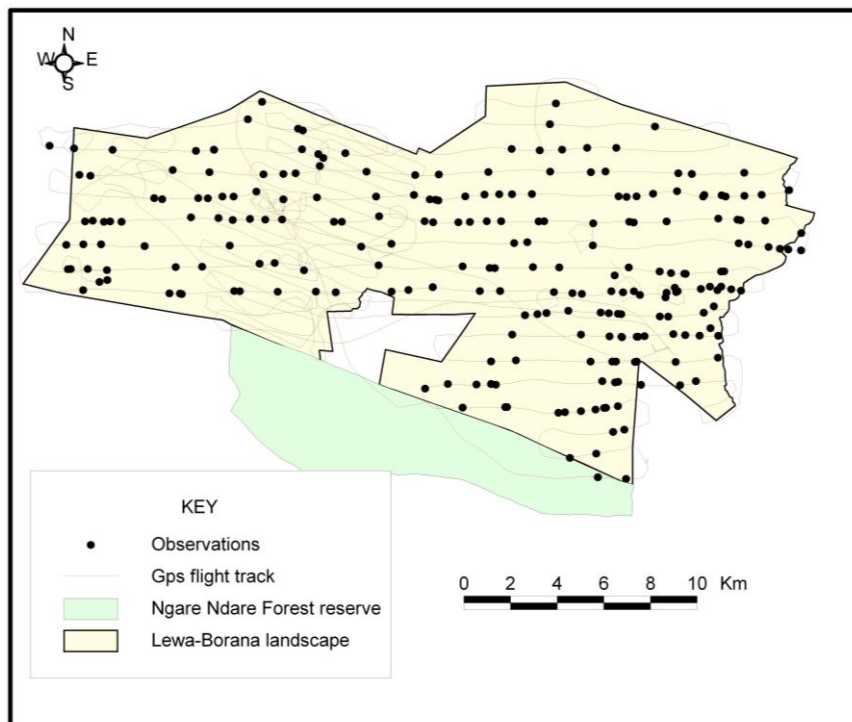 N
W E
S
KEY
Observations
Gps flight track
Ngare Ndare Forest reserve
Lewa-Borana landscape
0 2 4 6 8 10 Km